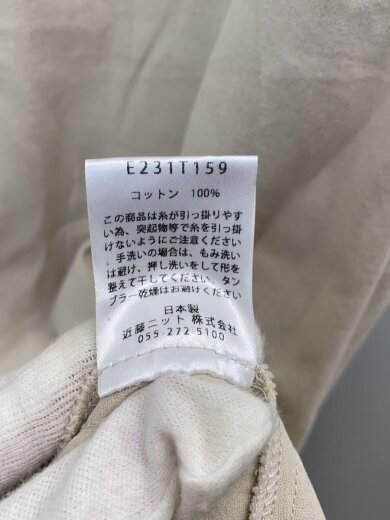 E231T159
コットン 100%
この商品は糸が引っ掛りやす
い為、突起物等で糸を引っ掛
けないようにご注意ください
。手洗いの場合は、もみ洗い
は避け、押し洗いをして形を
整えて干してください。タン
ブラー乾燥はお避けください
日本製
近藤ニット 株式会社
055-272-5100